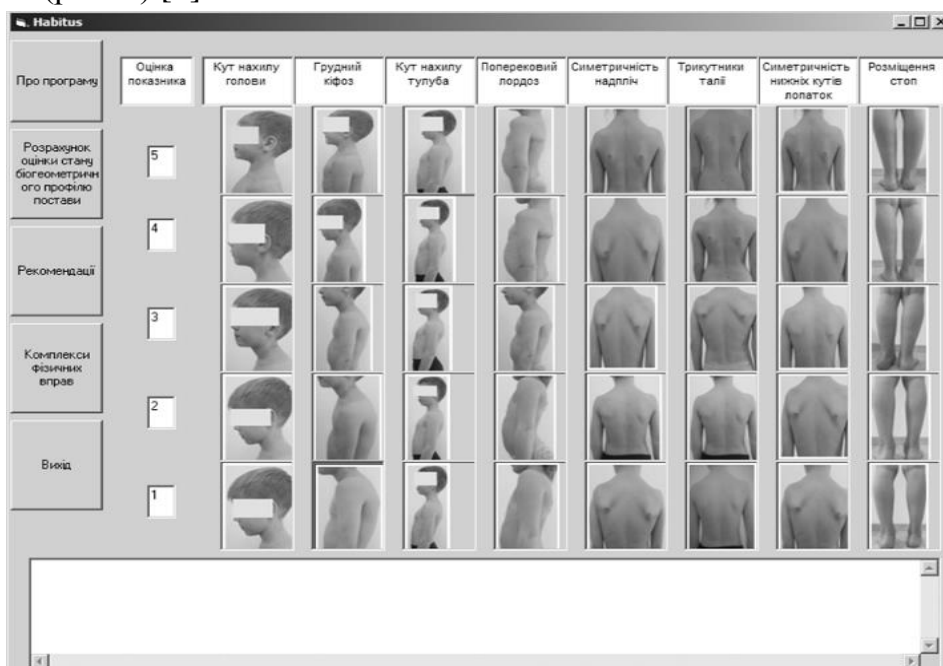 Habitus
Про програму
Розрахунок
оцінки стану
біогеометричн
ого профілю
постави
Рекомендації
Комплекси
фізичних
вправ
Вихід
Оцінка
показника
Кут нахилу
голови
Грудний
кіфоз
Кут нахилу
тулуба
Поперековий
лордоз
Симетричність
надпліч
Трикутники
талії
Симетричність
нижніх кутів
лопаток
Розміщення
стоп
5
4
3
2
1